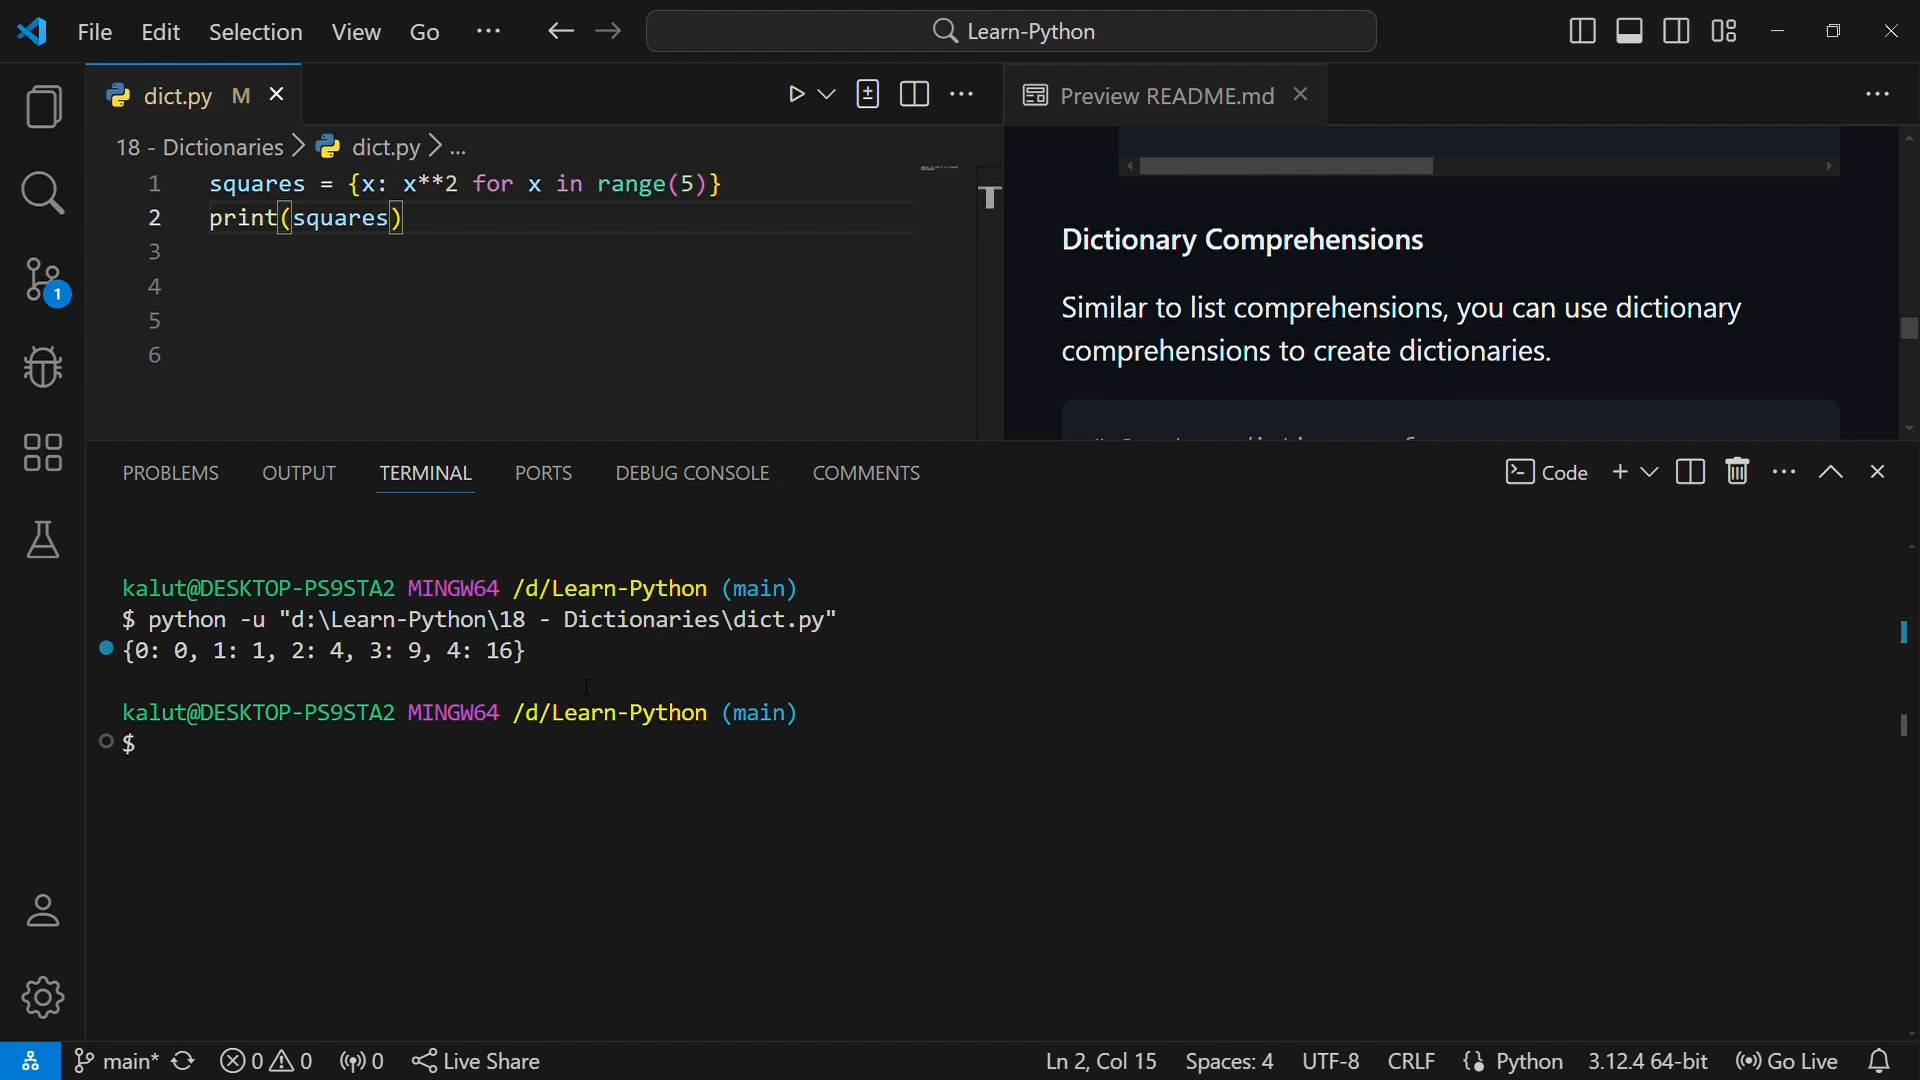 File Edit Selection View Go ··· Learn-Python
dict.py M
18 - Dictionaries > dict.py > ...
1 squares = {x: x**2 for x in range(5)}
2 print(squares)
3
4
5
6
Preview README.md
Dictionary Comprehensions
Similar to list comprehensions, you can use dictionary
comprehensions to create dictionaries.
1
PROBLEMS OUTPUT TERMINAL PORTS DEBUG CONSOLE COMMENTS Code
kalut@DESKTOP-PS9STA2 MINGW64 /d/Learn-Python (main)
$ python -u "d:\Learn-Python\18 - Dictionaries\dict.py"
{0: 0, 1: 1, 2: 4, 3: 9, 4: 16}
kalut@DESKTOP-PS9STA2 MINGW64 /d/Learn-Python (main)
$
main* 0 0 0 Live Share Ln 2, Col 15 Spaces: 4 UTF-8 CRLF {} Python 3.12.4 64-bit Go Live